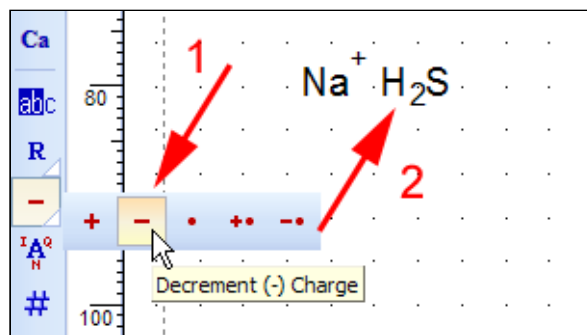 Ca
1
Na⁺ H₂S
abc
80
R
2
−
+ − • +• −•
I A Q N
Decrement (-) Charge
#
100